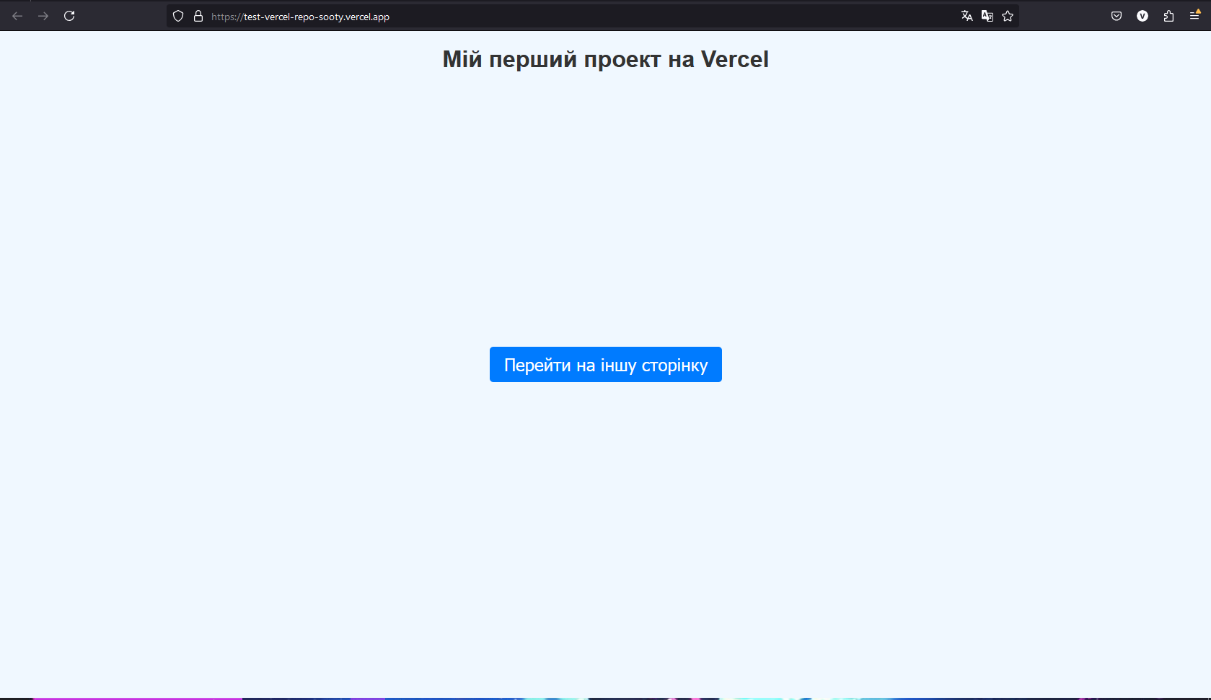 https://test-vercel-repo-sooty.vercel.app
Мій перший проект на Vercel
Перейти на іншу сторінку